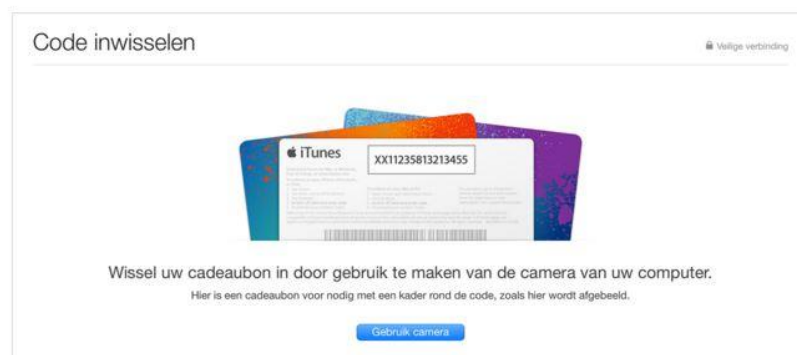 Code inwisselen
Veilige verbinding
iTunes
XX11235813213455
Wissel uw cadeaubon in door gebruik te maken van de camera van uw computer.
Hier is een cadeaubon voor nodig met een kader rond de code, zoals hier wordt afgebeeld.
Gebruik camera